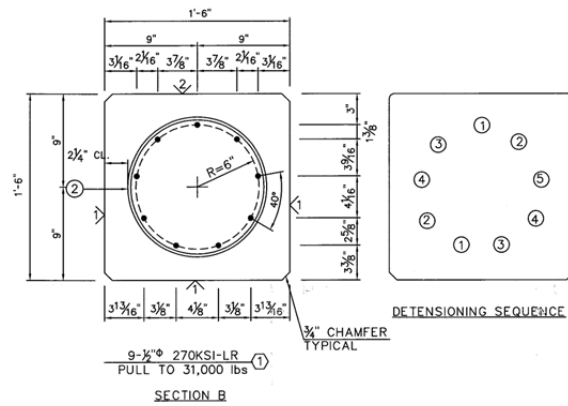 1'-6"
9" 9"
3 1/16" 2 1/16" 3 7/8" 3 7/8" 2 1/16" 3 1/16"
2
1'-6"
9"
9"
2 1/4" CL.
2
1
R=6"
40°
1
1
3"
1 3/8"
3 9/16"
4 1/16"
2 5/8"
3 3/8"
3 13/16" 3 1/8" 4 1/8" 3 1/8" 3 13/16"
3/4" CHAMFER
TYPICAL
9-1/2"Φ 270KSI-LR
PULL TO 31,000 lbs
1
SECTION B
1
2
3
4
5
2
4
1
3
DETENSIONING SEQUENCE